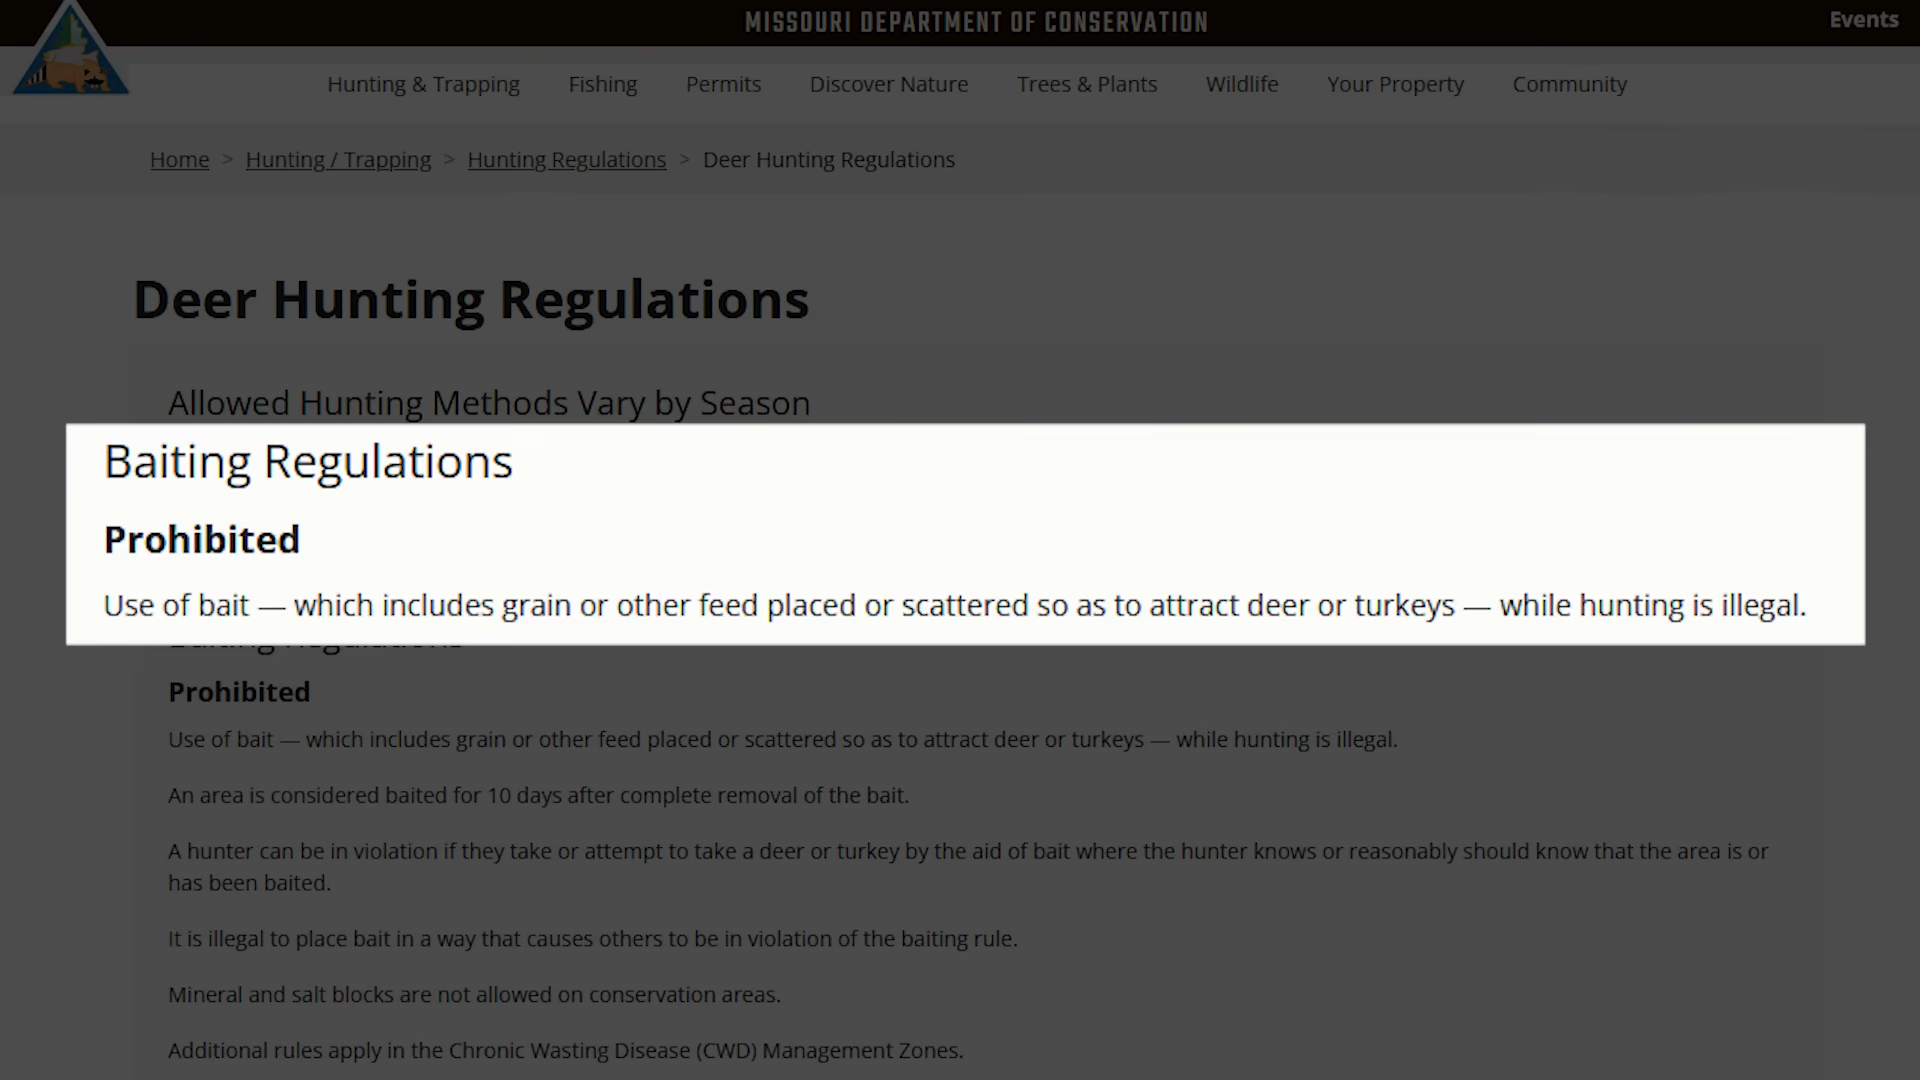 MISSOURI DEPARTMENT OF CONSERVATION
Events
Hunting & Trapping Fishing Permits Discover Nature Trees & Plants Wildlife Your Property Community
Home > Hunting / Trapping > Hunting Regulations > Deer Hunting Regulations
Deer Hunting Regulations
Allowed Hunting Methods Vary by Season
Baiting Regulations
Prohibited
Use of bait — which includes grain or other feed placed or scattered so as to attract deer or turkeys — while hunting is illegal.
Baiting Regulations
Prohibited
Use of bait — which includes grain or other feed placed or scattered so as to attract deer or turkeys — while hunting is illegal.
An area is considered baited for 10 days after complete removal of the bait.
A hunter can be in violation if they take or attempt to take a deer or turkey by the aid of bait where the hunter knows or reasonably should know that the area is or
has been baited.
It is illegal to place bait in a way that causes others to be in violation of the baiting rule.
Mineral and salt blocks are not allowed on conservation areas.
Additional rules apply in the Chronic Wasting Disease (CWD) Management Zones.